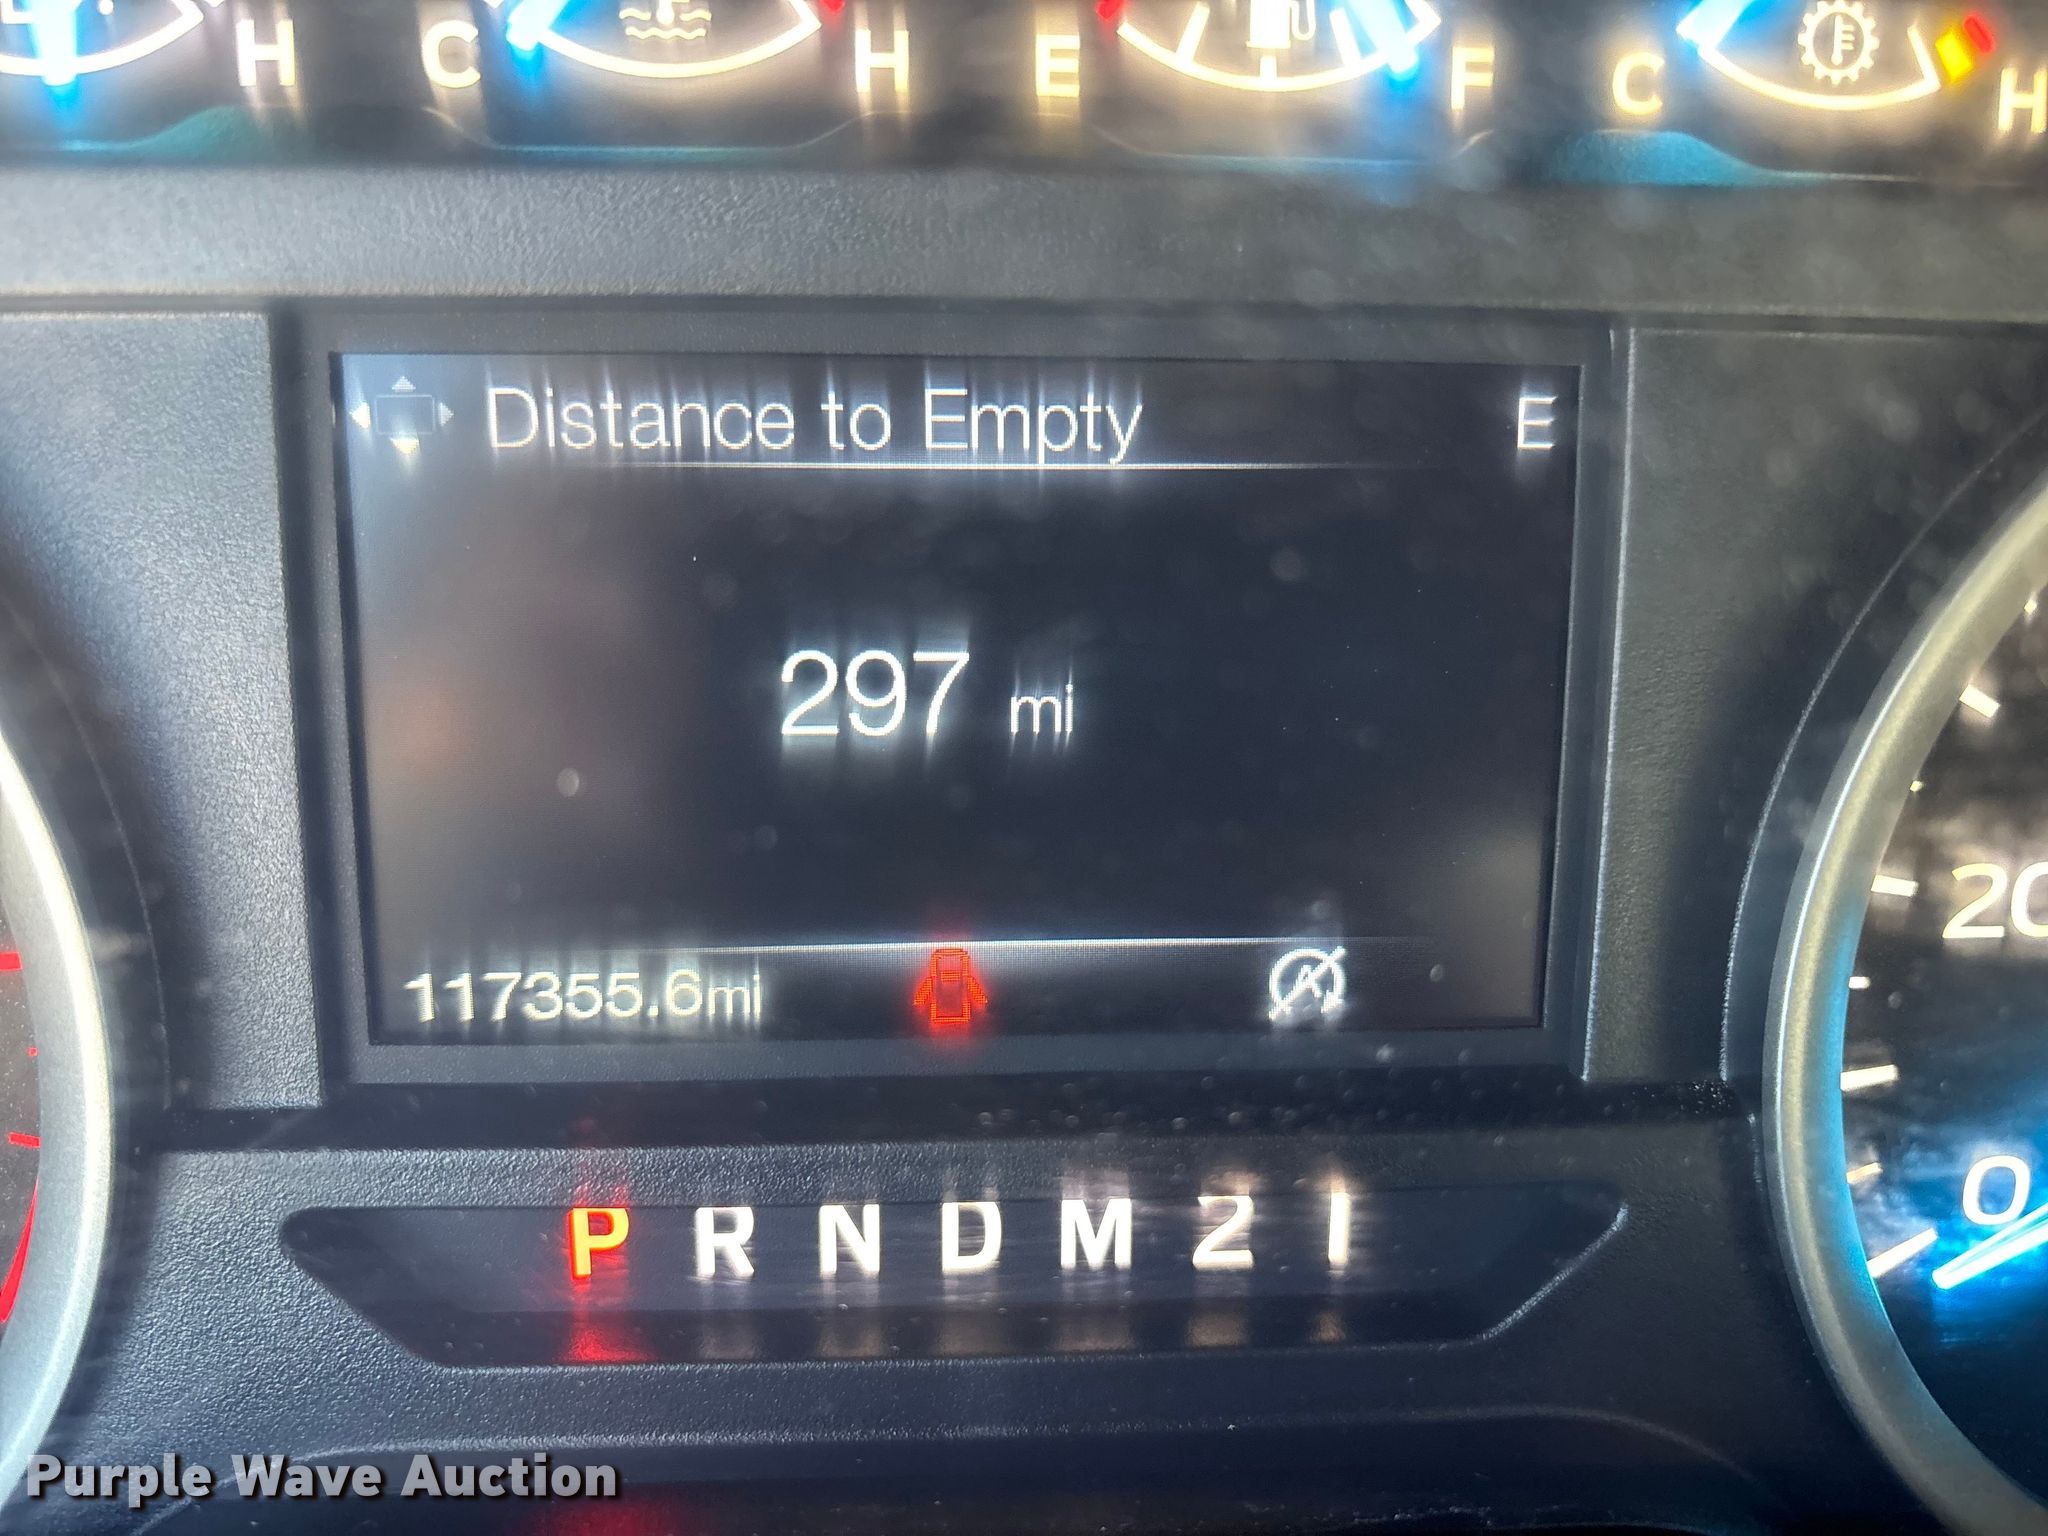 H C H E F C H
Distance to Empty E
297 mi
117355.6mi
20
0
P R N D M 2 1
Purple Wave Auction